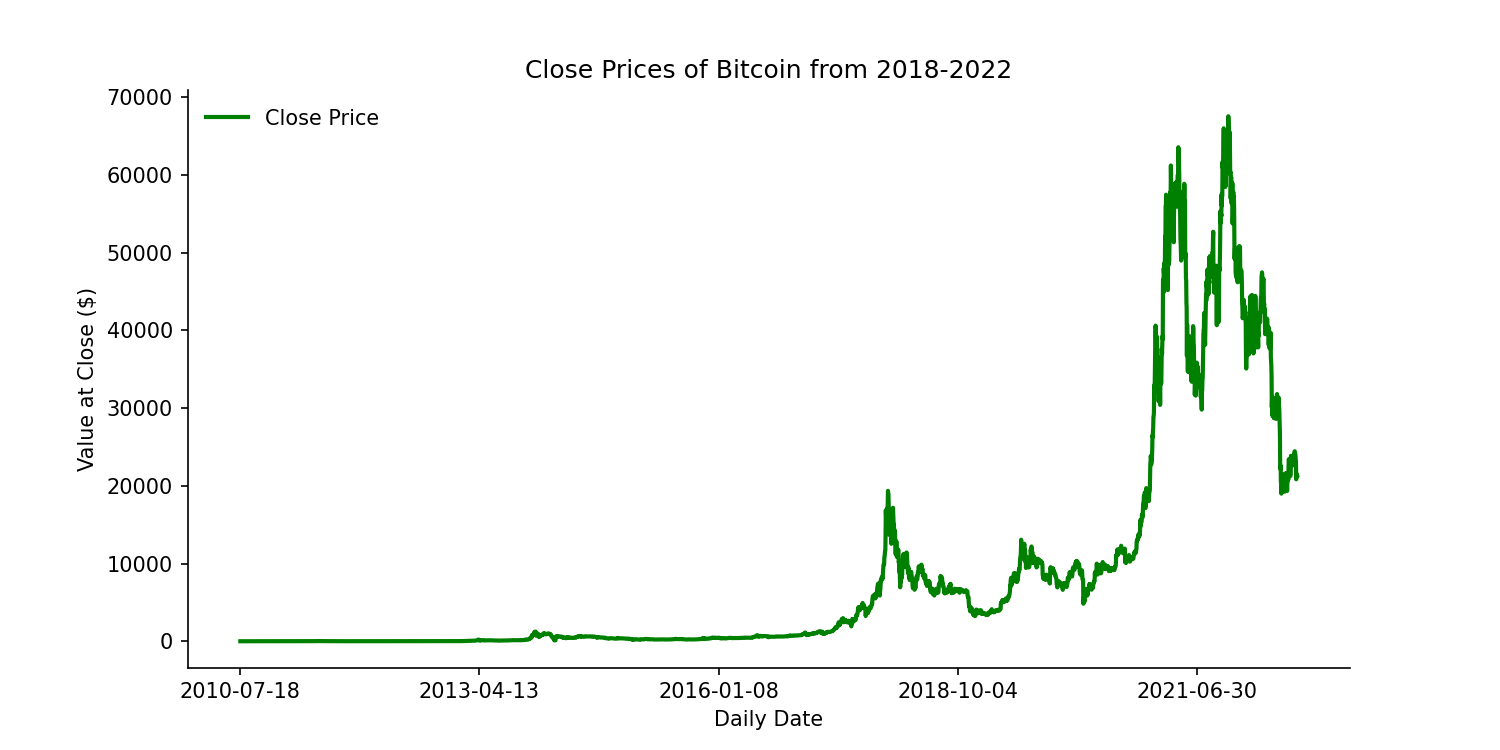 Close Prices of Bitcoin from 2018-2022
Close Price
70000
60000
50000
40000
30000
20000
10000
0
Value at Close ($)
2010-07-18 2013-04-13 2016-01-08 2018-10-04 2021-06-30
Daily Date